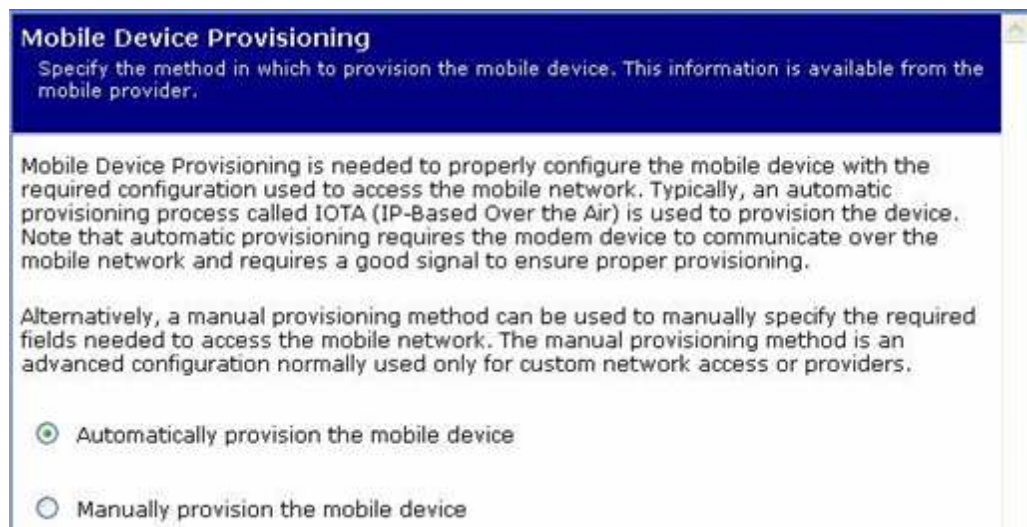 Mobile Device Provisioning
Specify the method in which to provision the mobile device. This information is available from the
mobile provider.
Mobile Device Provisioning is needed to properly configure the mobile device with the
required configuration used to access the mobile network. Typically, an automatic
provisioning process called IOTA (IP-Based Over the Air) is used to provision the device.
Note that automatic provisioning requires the modem device to communicate over the
mobile network and requires a good signal to ensure proper provisioning.
Alternatively, a manual provisioning method can be used to manually specify the required
fields needed to access the mobile network. The manual provisioning method is an
advanced configuration normally used only for custom network access or providers.
Automatically provision the mobile device
Manually provision the mobile device